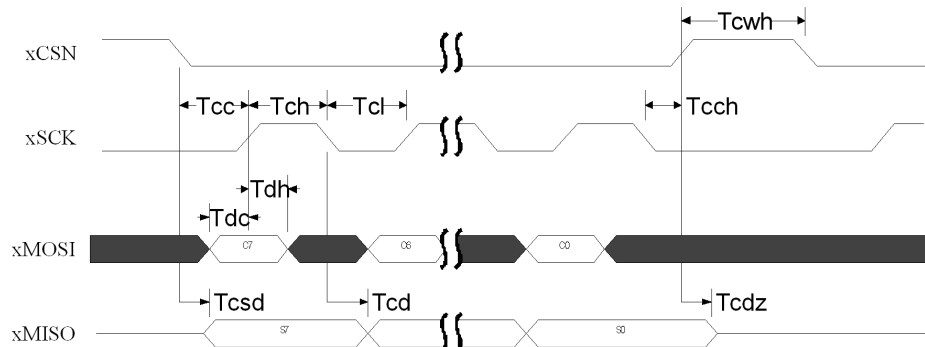 Tcwh
xCSN
Tcc Tch Tcl Tcch
xSCK
Tdh
Tdc
xMOSI C7 C6 C0
Tcsd Tcd Tcdz
xMISO S7 S0